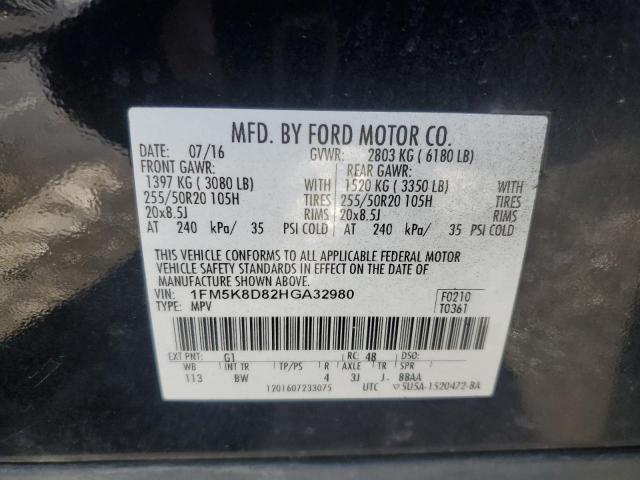 MFD. BY FORD MOTOR CO.
DATE: 07/16 GVWR: 2803 KG ( 6180 LB)
FRONT GAWR: REAR GAWR:
1397 KG ( 3080 LB) WITH 1520 KG ( 3350 LB) WITH
255/50R20 105H TIRES 255/50R20 105H TIRES
20x8.5J RIMS 20x8.5J RIMS
AT 240 kPa/ 35 PSI COLD AT 240 kPa/ 35 PSI COLD
THIS VEHICLE CONFORMS TO ALL APPLICABLE FEDERAL MOTOR
VEHICLE SAFETY STANDARDS IN EFFECT ON THE DATE OF
MANUFACTURE SHOWN ABOVE.
VIN: 1FM5K8D82HGA32980 F0210
TYPE: MPV T0361
EXT PNT: G1 RC: 48 DSO:
WB INT TR TP/PS R AXLE TR SPR
113 BW 4 3J J BBAA
1201607233075 UTC ▽5U5A-1520472-BA